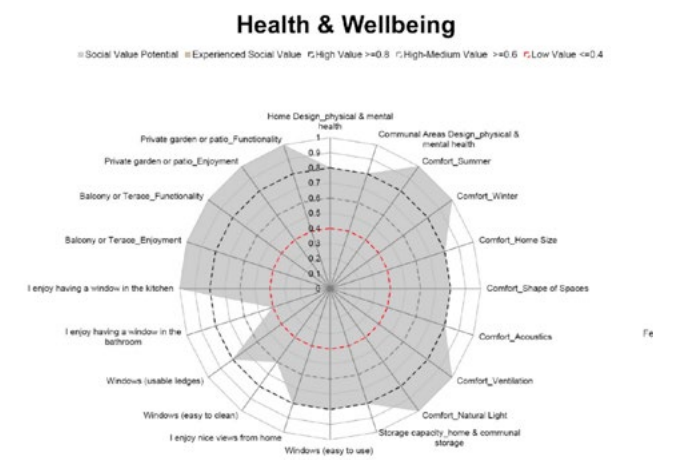 Health & Wellbeing
Social Value Potential Experienced Social Value High Value >=0.8 High-Medium Value >=0.6 Low Value <=0.4
Home Design_physical & mental
health
Communal Areas Design_physical &
mental health
Private garden or patio_Functionality
Comfort_Summer
Private garden or patio_Enjoyment
Comfort_Winter
Balcony or Terace_Functionality
Comfort_Home Size
Balcony or Terace_Enjoyment
Comfort_Shape of Spaces
I enjoy having a window in the kitchen
Comfort_Acoustics
I enjoy having a window in the
bathroom
Comfort_Ventilation
Windows (usable ledges)
Comfort_Natural Light
Windows (easy to clean)
Storage capacity_home & communal
storage
I enjoy nice views from home
Windows (easy to use)
1
0.9
0.8
0.7
0.6
0.5
0.4
0.3
0.2
0.1
0
Fe